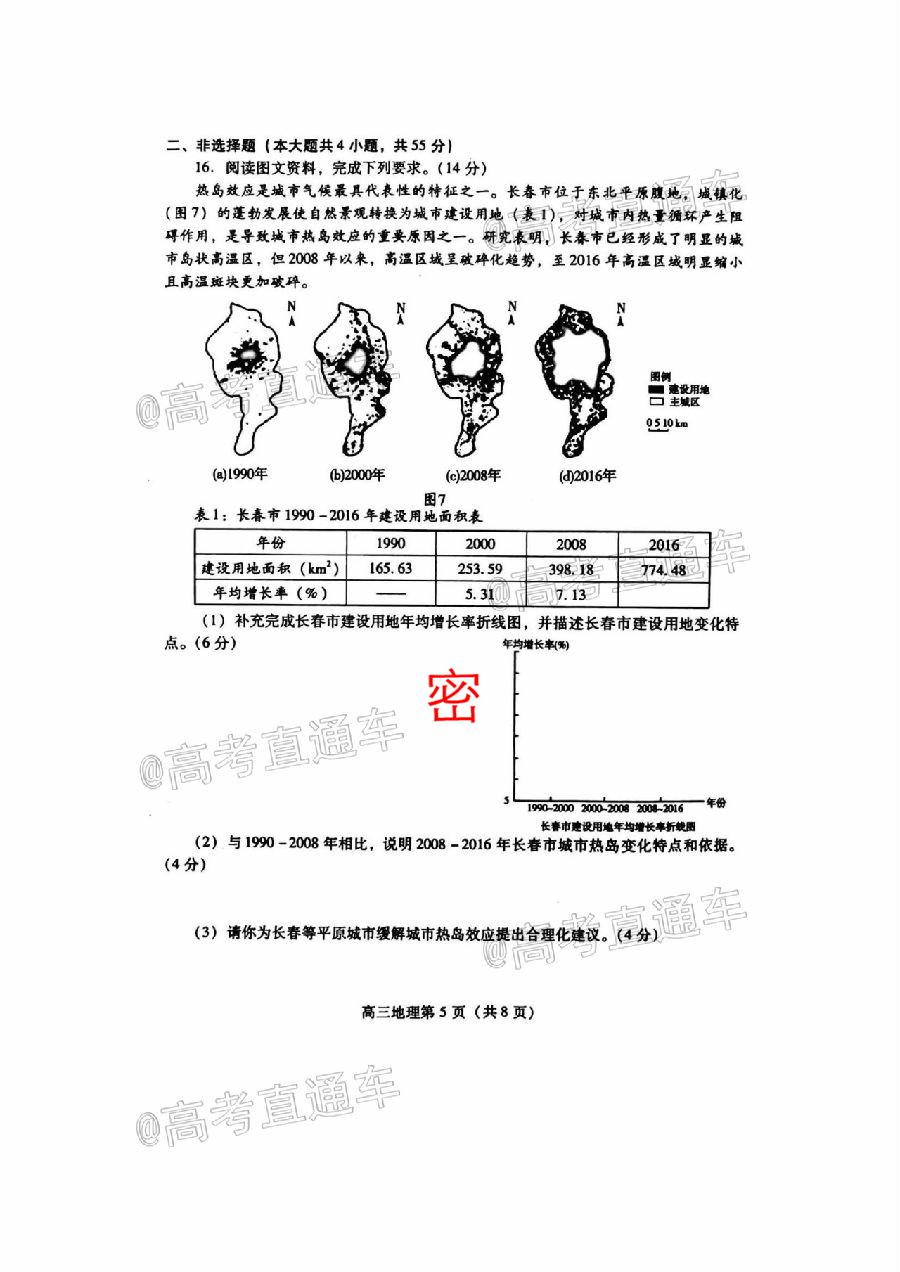 二、非选择题（本大题共4小题，共55分）
16．阅读图文资料，完成下列要求。（14分）
热岛效应是城市气候最具代表性的特征之一。长春市位于东北平原腹地，城镇化
（图7）的蓬勃发展使自然景观转换为城市建设用地（表1），对城市内热量循环产生阻
碍作用，是导致城市热岛效应的重要原因之一。研究表明，长春市已经形成了明显的城
市岛状高温区，但2008年以来，高温区域呈破碎化趋势，至2016年高温区域明显缩小
且高温斑块更加破碎。
N N N N
图例
建设用地
主城区
0 5 10 km
(a)1990年 (b)2000年 (c)2008年 (d)2016年
图7
表1：长春市1990－2016年建设用地面积表
年份 1990 2000 2008 2016
建设用地面积（km²） 165.63 253.59 398.18 774.48
年均增长率（%） —— 5.31 7.13
（1）补充完成长春市建设用地年均增长率折线图，并描述长春市建设用地变化特
点。（6分）
年均增长率(%)
密
5
1990-2000 2000-2008 2008-2016 年份
长春市建设用地年均增长率折线图
（2）与1990－2008年相比，说明2008－2016年长春市城市热岛变化特点和依据。
（4分）
（3）请你为长春等平原城市缓解城市热岛效应提出合理化建议。（4分）
高三地理第5页（共8页）
@高考直通车
@高考直通车
@高考直通车
@高考直通车
@高考直通车
@高考直通车
@高考直通车